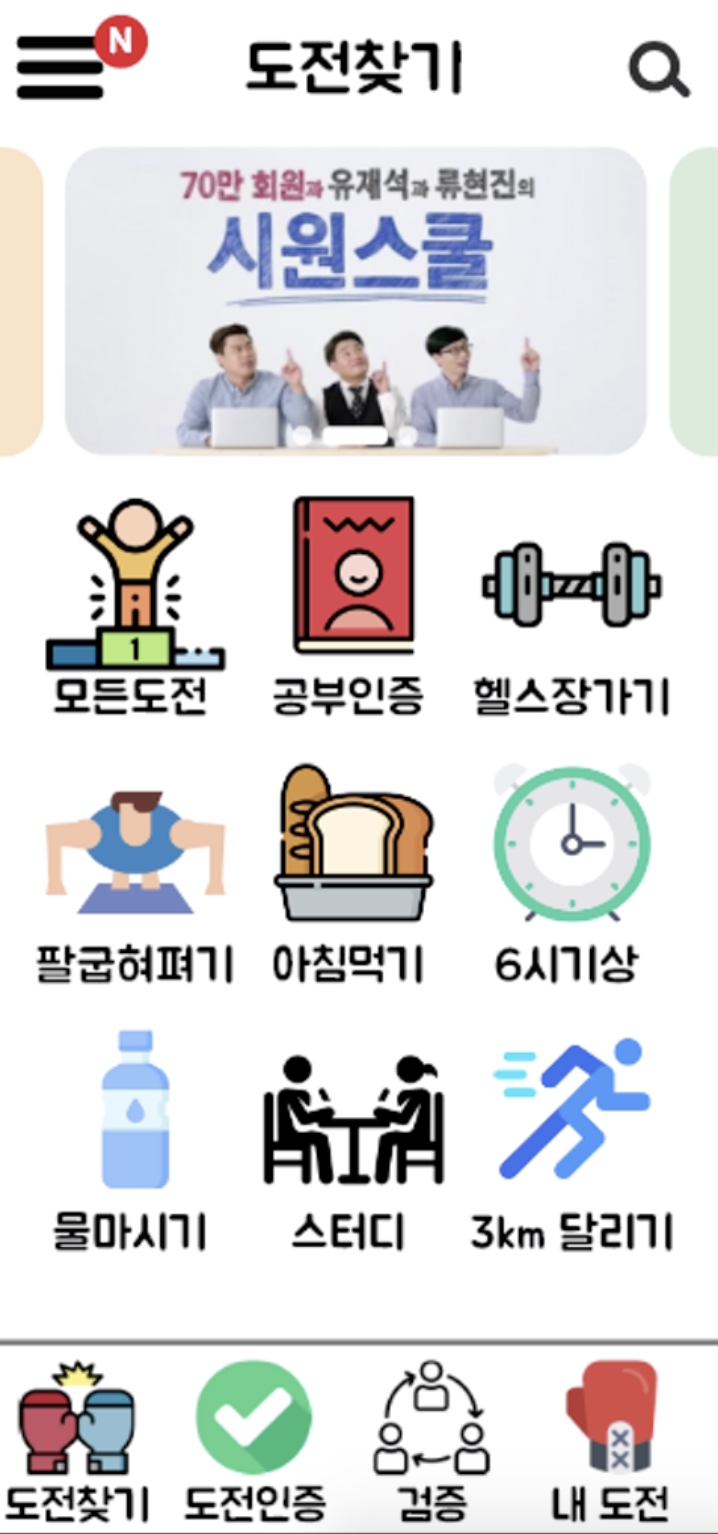 N
도전찾기
70만 회원과 유재석과 류현진의
시원스쿨
1
모든도전 공부인증 헬스장가기
팔굽혀펴기 아침먹기 6시기상
물마시기 스터디 3km 달리기
도전찾기 도전인증 검증 내 도전